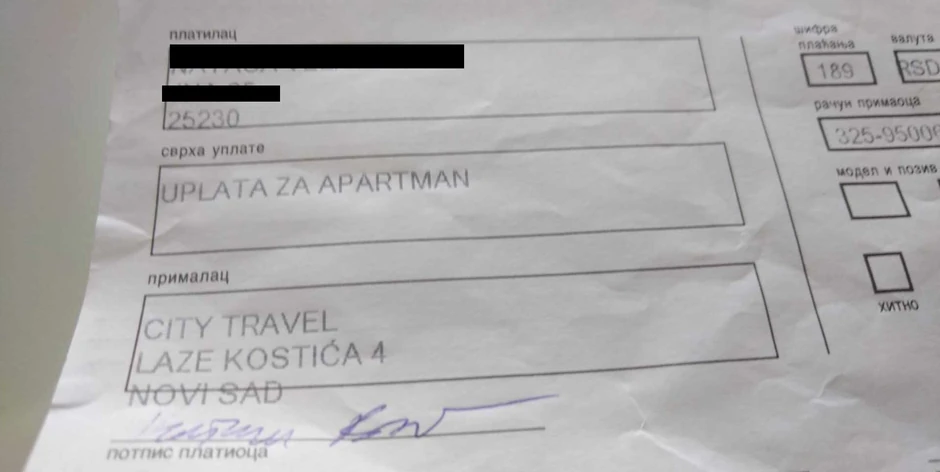 платилац
25230
сврха уплате
UPLATA ZA APARTMAN
прималац
CITY TRAVEL
LAZE KOSTIĆA 4
NOVI SAD
потпис платиоца
шифра
плаћања
189
валута
RSD
рачун примаоца
325-95000
модел и позив
хитно